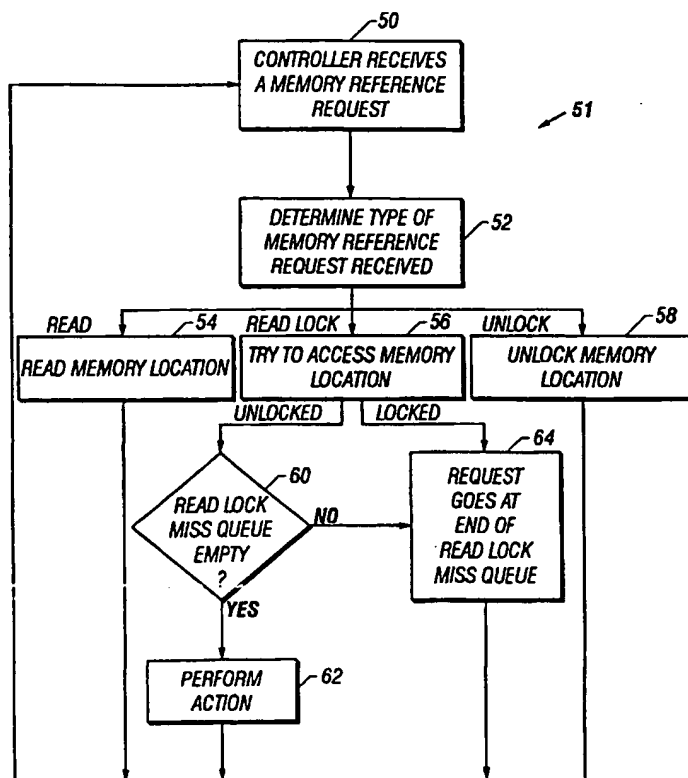 50
CONTROLLER RECEIVES
A MEMORY REFERENCE
REQUEST
51
DETERMINE TYPE OF
MEMORY REFERENCE
REQUEST RECEIVED
52
READ
54
READ LOCK
56
UNLOCK
58
READ MEMORY LOCATION
TRY TO ACCESS MEMORY
LOCATION
UNLOCK MEMORY
LOCATION
UNLOCKED
LOCKED
60
READ LOCK
MISS QUEUE
EMPTY
?
NO
YES
64
REQUEST
GOES AT
END OF
READ LOCK
MISS QUEUE
PERFORM
ACTION
62